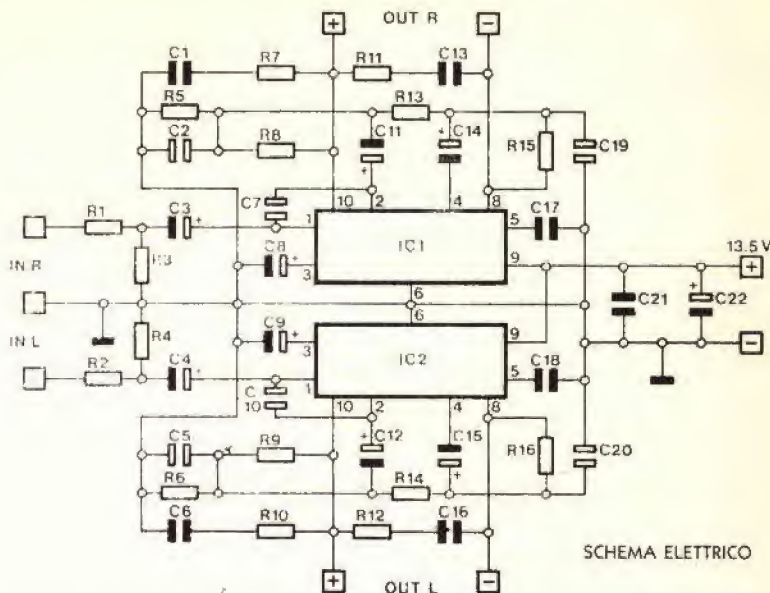 OUT R
+ −
C1 R7 R11 C13
R5 R13
C2 R8 C11 + + C14 R15 C19
C7
R1 C3 + 10 2 4 8
1 IC1 5 C17
IN R R3 C8 + 3 9 13.5 V
+
6
C21 + C22
IN L R4 C9 + 6
3 IC2 9
−
R2 C4 + 1 5 C18
C 10 10 2 4 8
C5 R9 + C12 C15 + R16 C20
R6 R14
C6 R10 R12 C16
SCHEMA ELETTRICO
+ −
OUT L